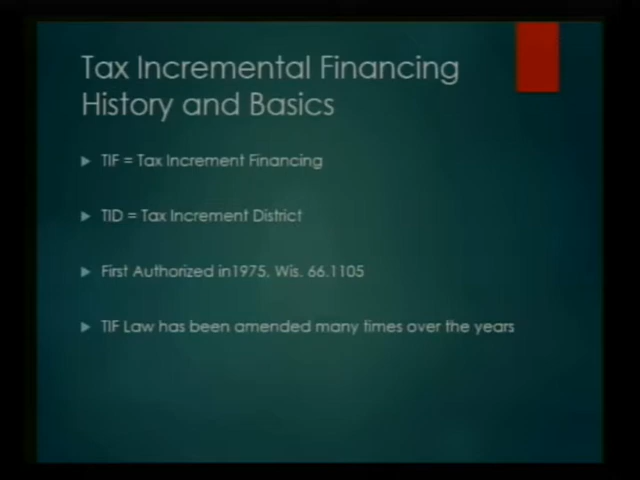 Tax Incremental Financing
History and Basics
TIF = Tax Increment Financing
TID = Tax Increment District
First Authorized in1975, Wis. 66.1105
TIF Law has been amended many times over the years